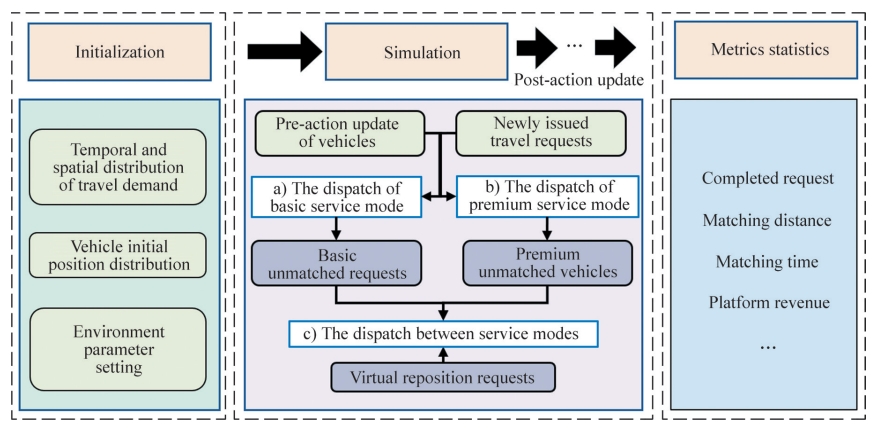 Initialization
Temporal and
spatial distribution
of travel demand
Vehicle initial
position distribution
Environment
parameter
setting
Simulation
...
Post-action update
Pre-action update
of vehicles
Newly issued
travel requests
a) The dispatch of
basic service mode
b) The dispatch of
premium service mode
Basic
unmatched requests
Premium
unmatched vehicles
c) The dispatch between service modes
Virtual reposition requests
Metrics statistics
Completed request
Matching distance
Matching time
Platform revenue
...